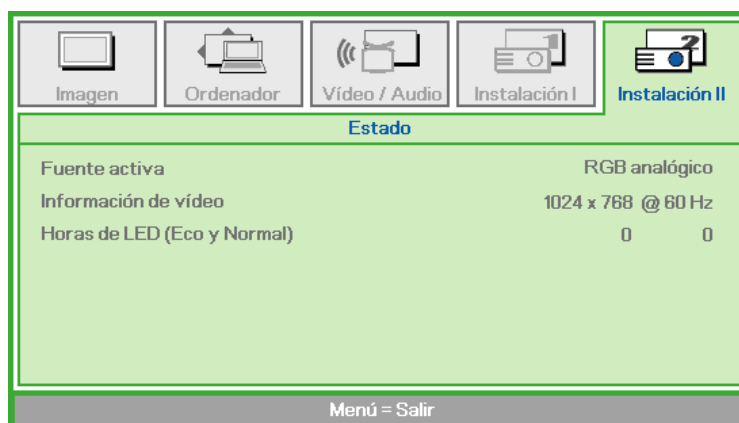 Imagen Ordenador Vídeo / Audio Instalación I Instalación II
Estado
Fuente activa RGB analógico
Información de vídeo 1024 x 768 @ 60 Hz
Horas de LED (Eco y Normal) 0 0
Menú = Salir